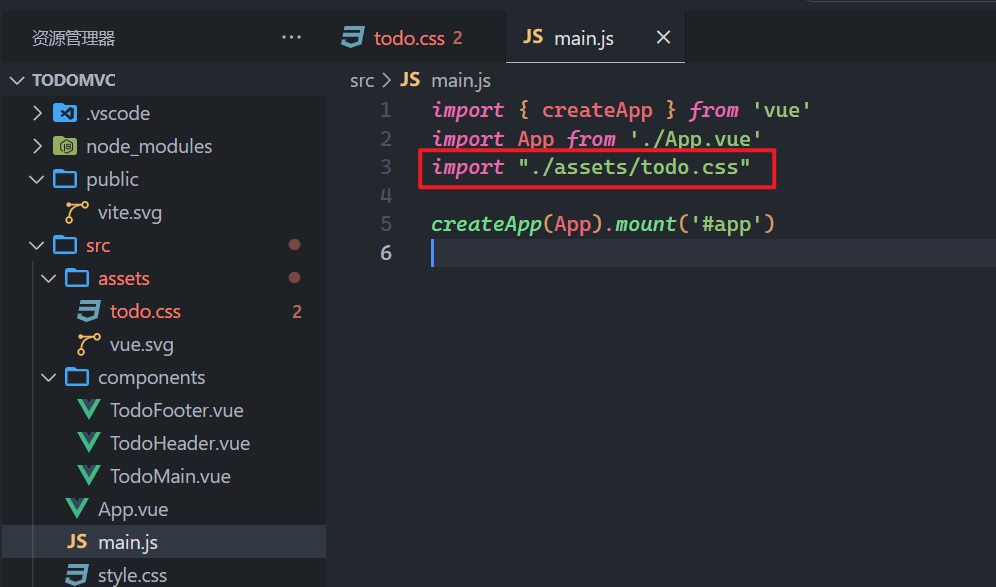 资源管理器 ...
TODOMVC
.vscode
node_modules
public
vite.svg
src
assets
todo.css 2
vue.svg
components
TodoFooter.vue
TodoHeader.vue
TodoMain.vue
App.vue
JS main.js
style.css
todo.css 2 JS main.js ×
src > JS main.js
1 import { createApp } from 'vue'
2 import App from './App.vue'
3 import "./assets/todo.css"
4
5 createApp(App).mount('#app')
6